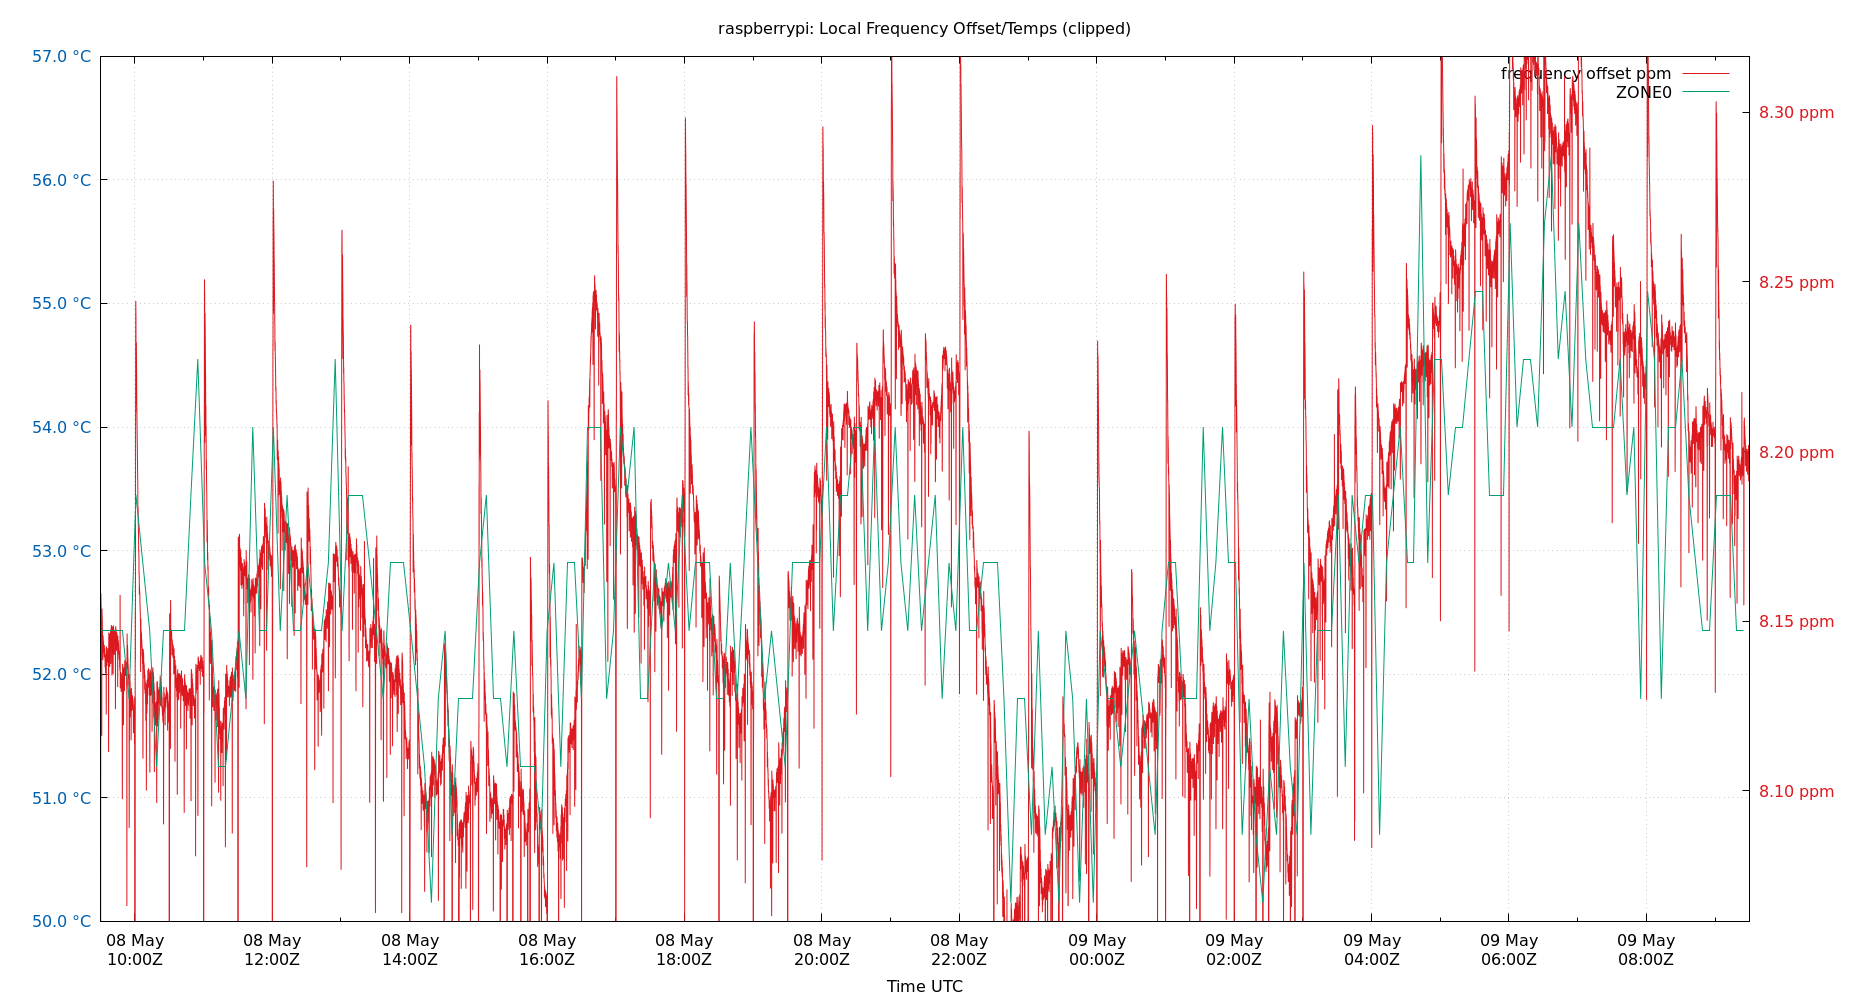 raspberrypi: Local Frequency Offset/Temps (clipped)
57.0 °C
56.0 °C
55.0 °C
54.0 °C
53.0 °C
52.0 °C
51.0 °C
50.0 °C
frequency offset ppm
ZONE0
8.30 ppm
8.25 ppm
8.20 ppm
8.15 ppm
8.10 ppm
08 May 08 May 08 May 08 May 08 May 08 May 08 May 09 May 09 May 09 May 09 May 09 May
10:00Z 12:00Z 14:00Z 16:00Z 18:00Z 20:00Z 22:00Z 00:00Z 02:00Z 04:00Z 06:00Z 08:00Z
Time UTC